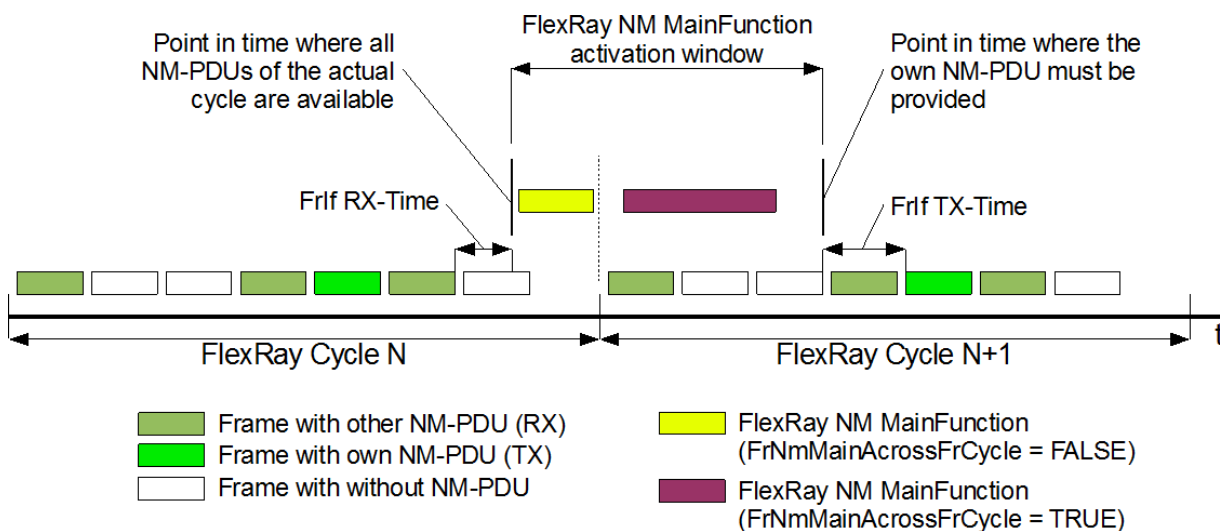 FlexRay NM MainFunction
activation window
Point in time where all
NM-PDUs of the actual
cycle are available
Point in time where the
own NM-PDU must be
provided
FrIf RX-Time
FrIf TX-Time
t
FlexRay Cycle N
FlexRay Cycle N+1
Frame with other NM-PDU (RX)
Frame with own NM-PDU (TX)
Frame with without NM-PDU
FlexRay NM MainFunction
(FrNmMainAcrossFrCycle = FALSE)
FlexRay NM MainFunction
(FrNmMainAcrossFrCycle = TRUE)